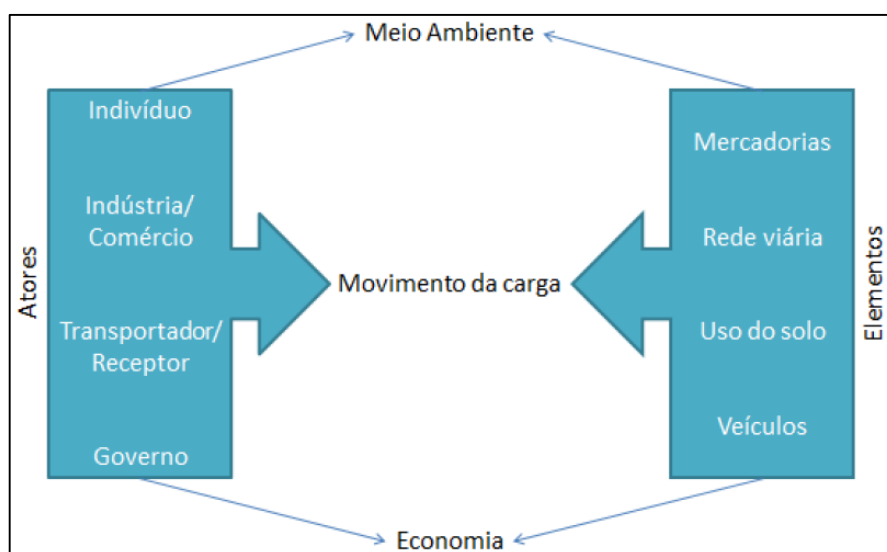 Meio Ambiente
Atores
Indivíduo
Indústria/
Comércio
Transportador/
Receptor
Governo
Movimento da carga
Mercadorias
Rede viária
Uso do solo
Veículos
Elementos
Economia